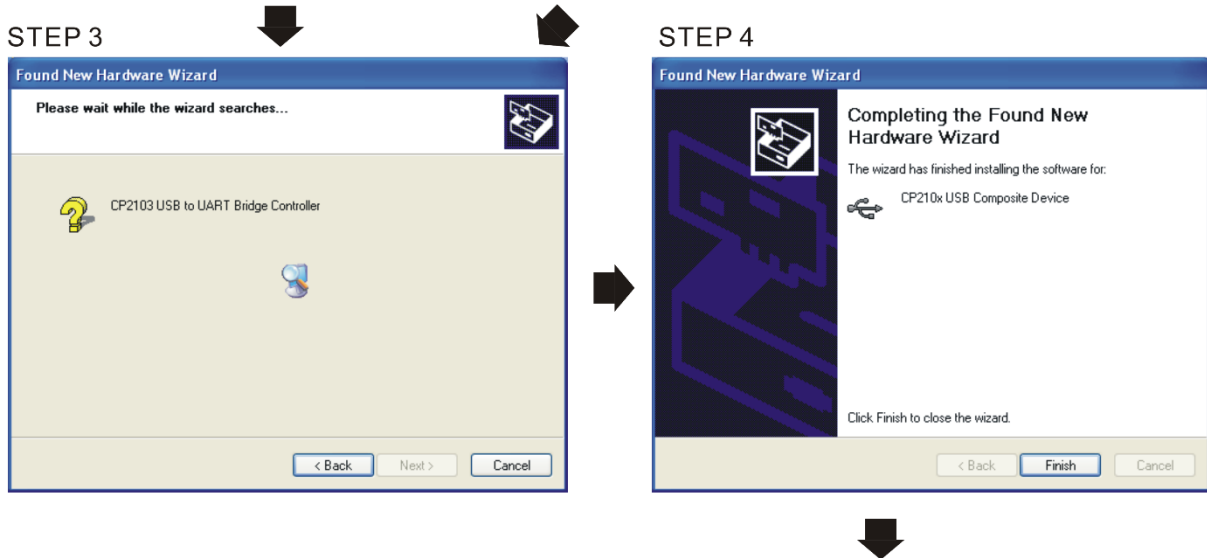 STEP 3
Found New Hardware Wizard
Please wait while the wizard searches...
CP2103 USB to UART Bridge Controller
< Back Next > Cancel
STEP 4
Found New Hardware Wizard
Completing the Found New
Hardware Wizard
The wizard has finished installing the software for:
CP210x USB Composite Device
Click Finish to close the wizard.
< Back Finish Cancel